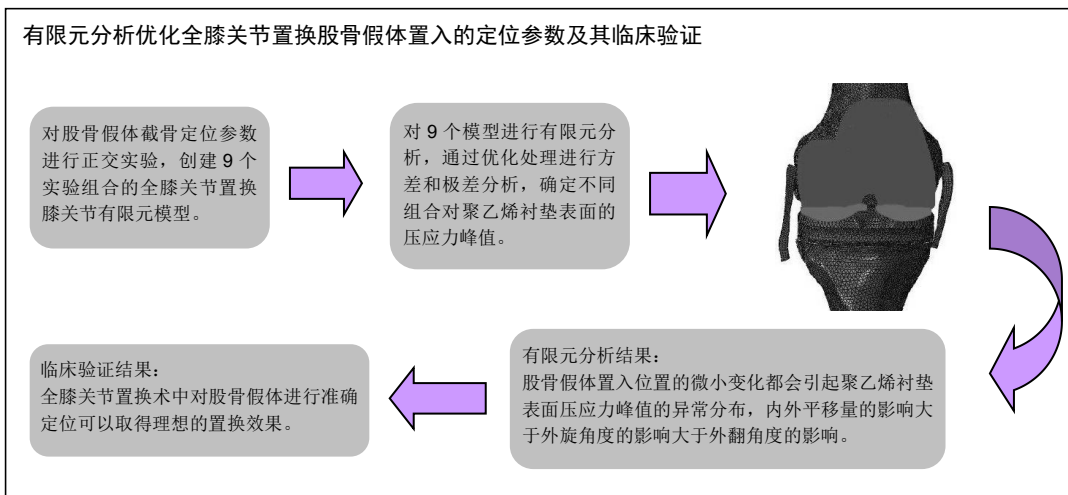 有限元分析优化全膝关节置换股骨假体置入的定位参数及其临床验证
对股骨假体截骨定位参数
进行正交实验，创建 9 个
实验组合的全膝关节置换
膝关节有限元模型。
对 9 个模型进行有限元分
析，通过优化处理进行方
差和极差分析，确定不同
组合对聚乙烯衬垫表面的
压应力峰值。
有限元分析结果：
股骨假体置入位置的微小变化都会引起聚乙烯衬垫
表面压应力峰值的异常分布，内外平移量的影响大
于外旋角度的影响大于外翻角度的影响。
临床验证结果：
全膝关节置换术中对股骨假体进行准确
定位可以取得理想的置换效果。